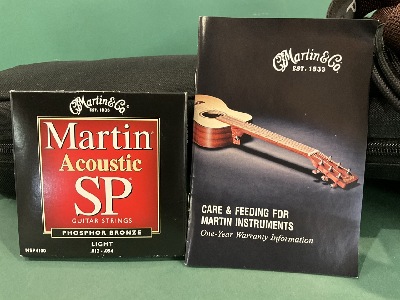 Martin & Co.
EST. 1833
Martin
Acoustic
SP
GUITAR STRINGS
PHOSPHOR BRONZE
LIGHT
MSP4100
.012-.054
Martin & Co.
EST. 1833
CARE & FEEDING FOR
MARTIN INSTRUMENTS
One-Year Warranty Information